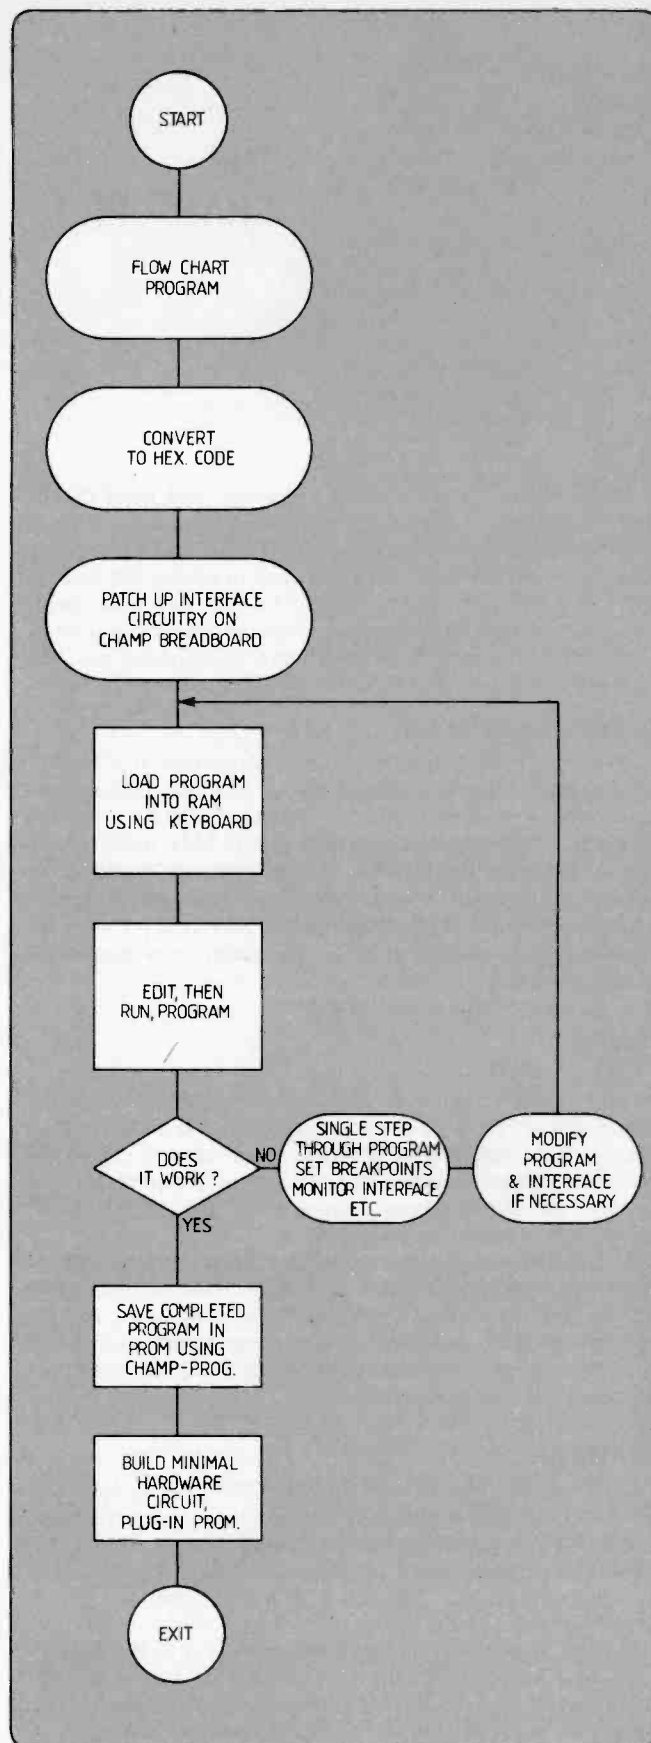 START
FLOW CHART
PROGRAM
CONVERT
TO HEX. CODE
PATCH UP INTERFACE
CIRCUITRY ON
CHAMP BREADBOARD
LOAD PROGRAM
INTO RAM
USING KEYBOARD
EDIT, THEN
RUN, PROGRAM
DOES
IT WORK ?
NO
SINGLE STEP
THROUGH PROGRAM
SET BREAKPOINTS
MONITOR INTERFACE
ETC.
MODIFY
PROGRAM
& INTERFACE
IF NECESSARY
YES
SAVE COMPLETED
PROGRAM IN
PROM USING
CHAMP-PROG.
BUILD MINIMAL
HARDWARE
CIRCUIT,
PLUG-IN PROM.
EXIT